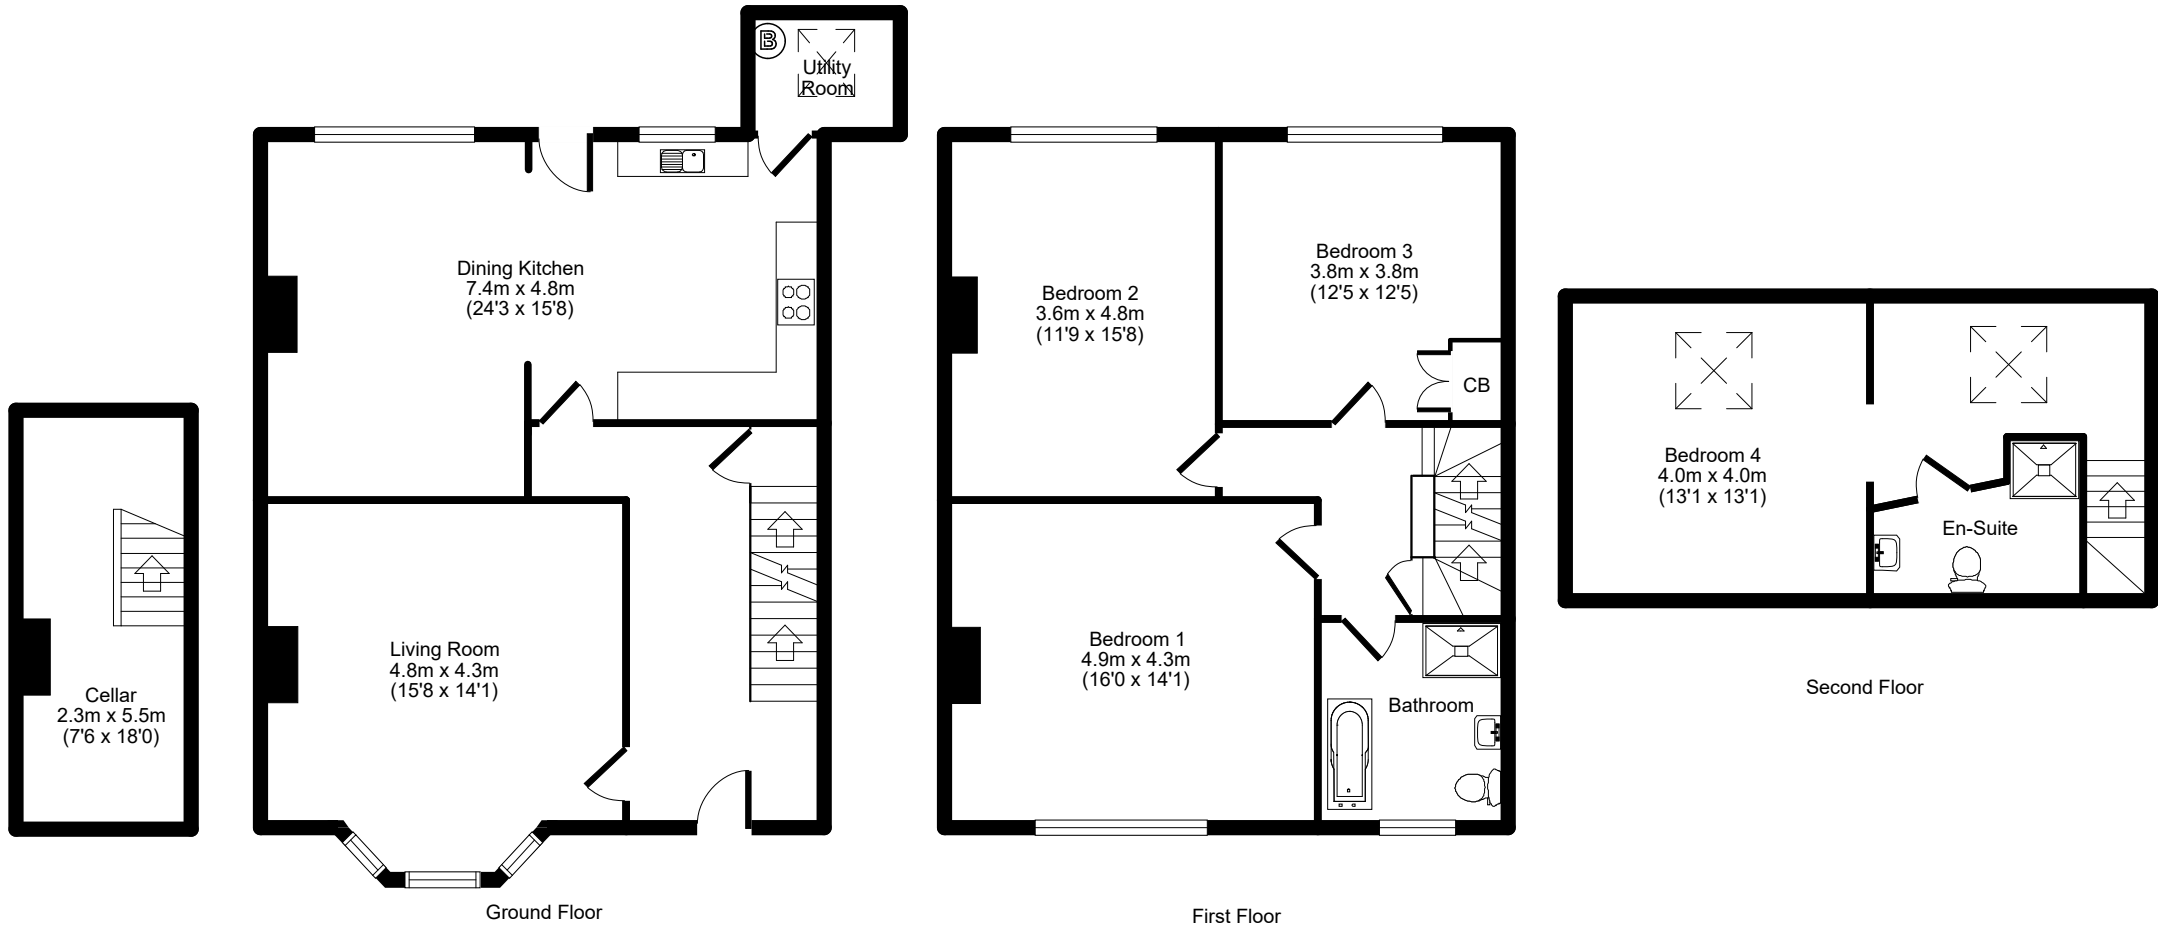 B
Utility
Room
Dining Kitchen
7.4m x 4.8m
(24'3 x 15'8)
Living Room
4.8m x 4.3m
(15'8 x 14'1)
Cellar
2.3m x 5.5m
(7'6 x 18'0)
Ground Floor
Bedroom 2
3.6m x 4.8m
(11'9 x 15'8)
Bedroom 3
3.8m x 3.8m
(12'5 x 12'5)
CB
Bedroom 1
4.9m x 4.3m
(16'0 x 14'1)
Bathroom
First Floor
Bedroom 4
4.0m x 4.0m
(13'1 x 13'1)
En-Suite
Second Floor